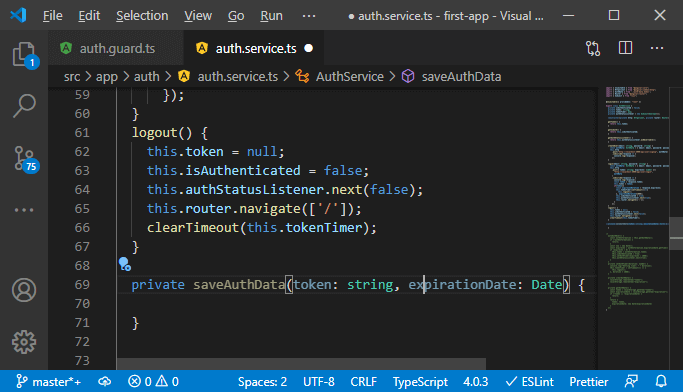 File Edit Selection View Go Run ··· ● auth.service.ts - first-app - Visual ...
auth.guard.ts auth.service.ts ●
src > app > auth > auth.service.ts > AuthService > saveAuthData
59 });
60 }
61 logout() {
62 this.token = null;
63 this.isAuthenticated = false;
64 this.authStatusListener.next(false);
65 this.router.navigate(['/']);
66 clearTimeout(this.tokenTimer);
67 }
68
69 private saveAuthData(token: string, expirationDate: Date) {
70
71 }
72
73
1
75
master*+ 0 0 Spaces: 2 UTF-8 CRLF TypeScript 4.0.3 ✓ ESLint Prettier